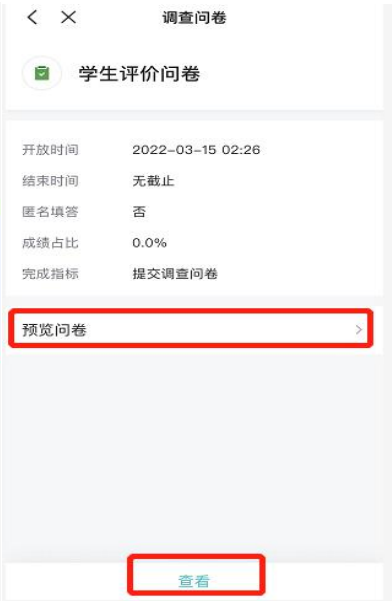 调查问卷
学生评价问卷
开放时间 2022-03-15 02:26
结束时间 无截止
匿名填答 否
成绩占比 0.0%
完成指标 提交调查问卷
预览问卷
查看